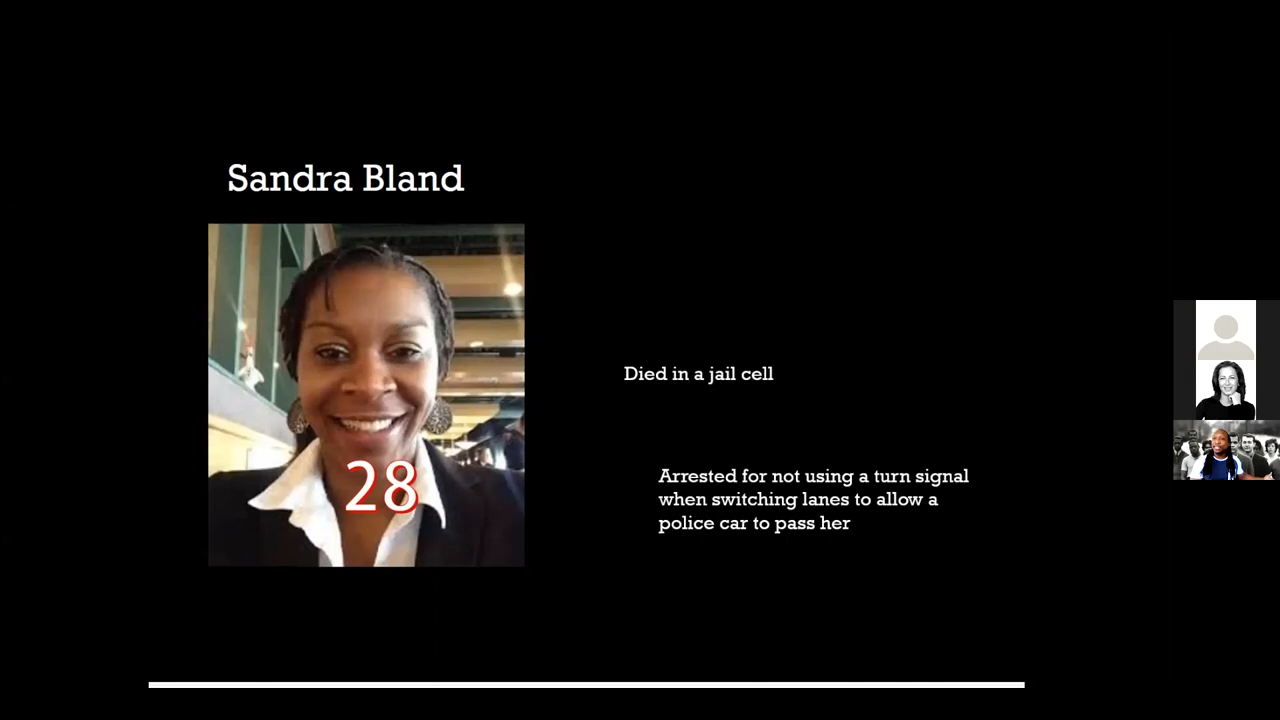 Sandra Bland
28
Died in a jail cell
Arrested for not using a turn signal
when switching lanes to allow a
police car to pass her